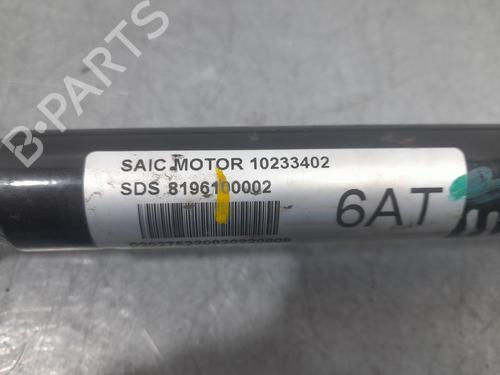 B-PARTS
SAIC MOTOR 10233402
SDS 8196100002
6AT